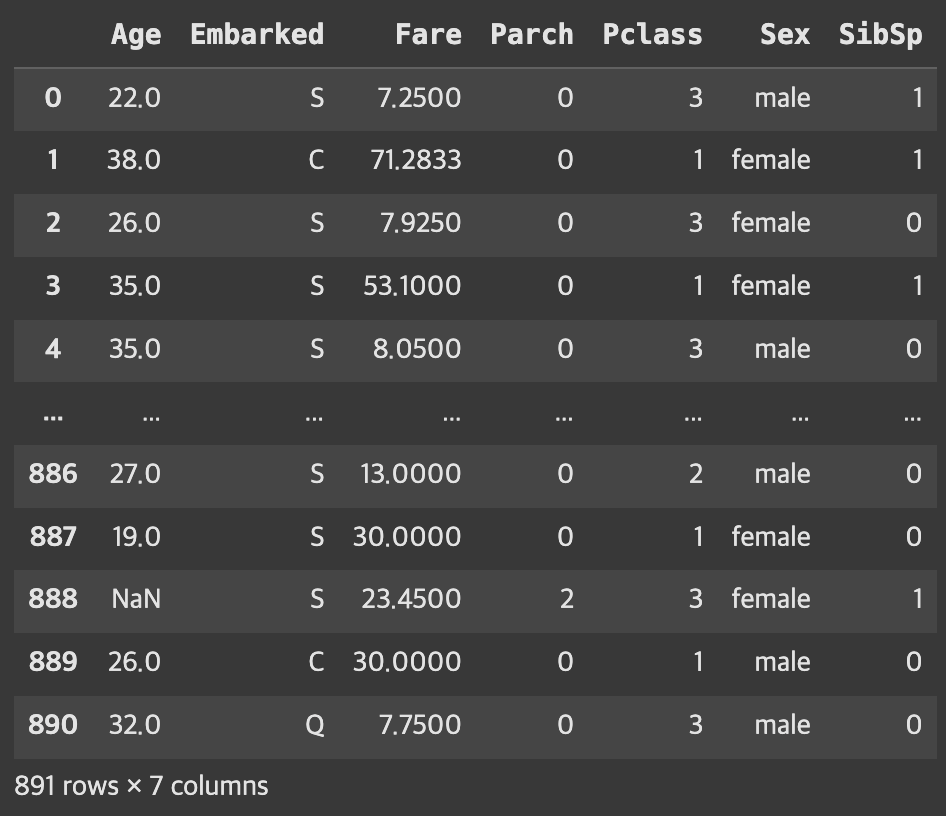 Age Embarked Fare Parch Pclass Sex SibSp
0 22.0 S 7.2500 0 3 male 1
1 38.0 C 71.2833 0 1 female 1
2 26.0 S 7.9250 0 3 female 0
3 35.0 S 53.1000 0 1 female 1
4 35.0 S 8.0500 0 3 male 0
... ... ... ... ... ... ... ...
886 27.0 S 13.0000 0 2 male 0
887 19.0 S 30.0000 0 1 female 0
888 NaN S 23.4500 2 3 female 1
889 26.0 C 30.0000 0 1 male 0
890 32.0 Q 7.7500 0 3 male 0
891 rows × 7 columns